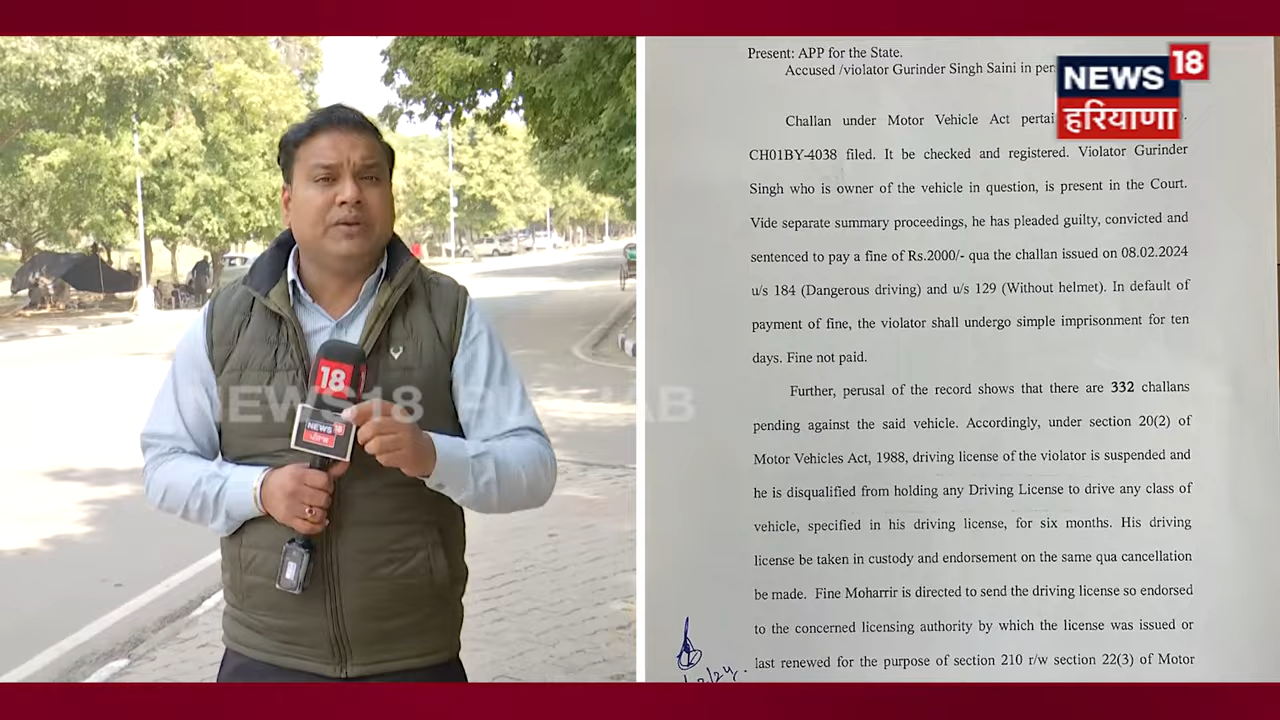 18
NEWS 18
ਪੰਜਾਬ
NEWS18 PUNJAB
NEWS 18
हरियाणा
Present: APP for the State.
Accused /violator Gurinder Singh Saini in
Challan under Motor Vehicle Act
CH01BY-4038 filed. It be checked and registered. Violator Gurinder
Singh who is owner of the vehicle in question, is present in the Court.
Vide separate summary proceedings, he has pleaded guilty, convicted and
sentenced to pay a fine of Rs.2000/- qua the challan issued on 08.02.2024
u/s 184 (Dangerous driving) and u/s 129 (Without helmet). In default of
payment of fine, the violator shall undergo simple imprisonment for ten
days. Fine not paid.
Further, perusal of the record shows that there are 332 challans
pending against the said vehicle. Accordingly, under section 20(2) of
Motor Vehicles Act, 1988, driving license of the violator is suspended and
he is disqualified from holding any Driving License to drive any class of
vehicle, specified in his driving license, for six months. His driving
license be taken in custody and endorsement on the same qua cancellation
be made. Fine Moharrir is directed to send the driving license so endorsed
to the concerned licensing authority by which the license was issued or
last renewed for the purpose of section 210 r/w section 22(3) of Motor